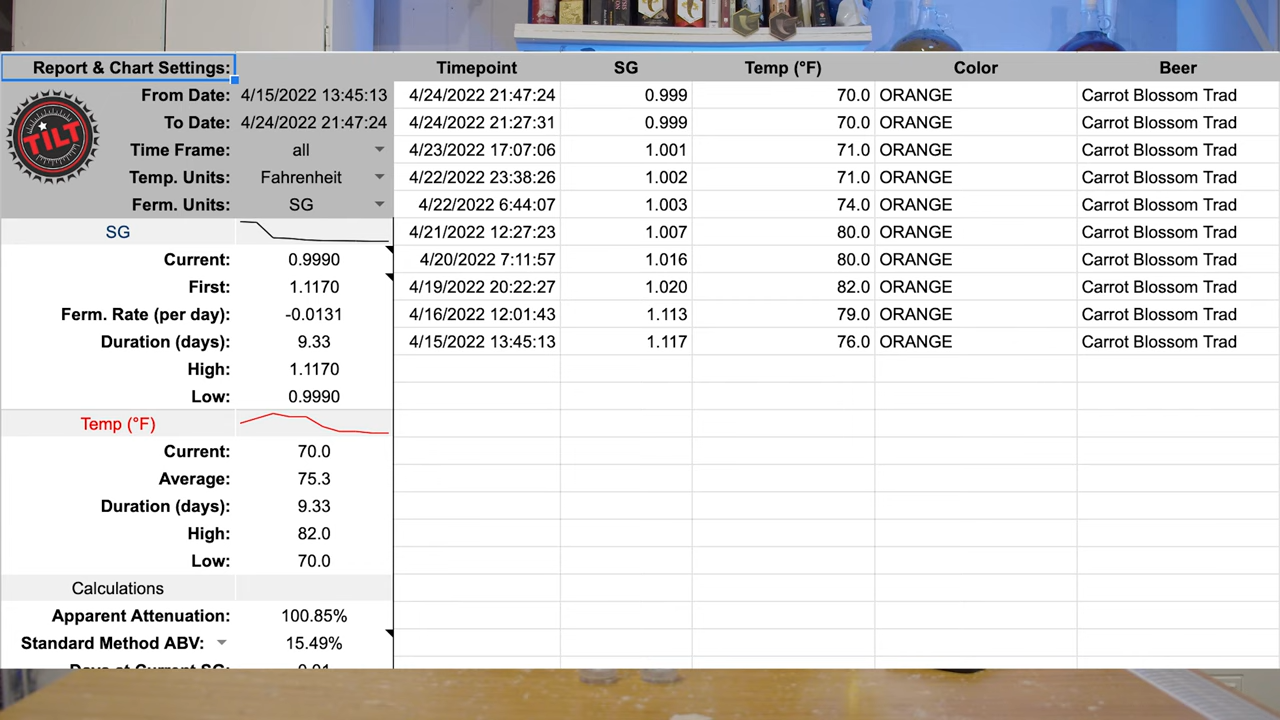 Report & Chart Settings:
From Date: 4/15/2022 13:45:13
To Date: 4/24/2022 21:47:24
Time Frame: all
Temp. Units: Fahrenheit
Ferm. Units: SG
TILT
SG
Current: 0.9990
First: 1.1170
Ferm. Rate (per day): -0.0131
Duration (days): 9.33
High: 1.1170
Low: 0.9990
Temp (°F)
Current: 70.0
Average: 75.3
Duration (days): 9.33
High: 82.0
Low: 70.0
Calculations
Apparent Attenuation: 100.85%
Standard Method ABV: 15.49%
Timepoint SG Temp (°F) Color Beer
4/24/2022 21:47:24 0.999 70.0 ORANGE Carrot Blossom Trad
4/24/2022 21:27:31 0.999 70.0 ORANGE Carrot Blossom Trad
4/23/2022 17:07:06 1.001 71.0 ORANGE Carrot Blossom Trad
4/22/2022 23:38:26 1.002 71.0 ORANGE Carrot Blossom Trad
4/22/2022 6:44:07 1.003 74.0 ORANGE Carrot Blossom Trad
4/21/2022 12:27:23 1.007 80.0 ORANGE Carrot Blossom Trad
4/20/2022 7:11:57 1.016 80.0 ORANGE Carrot Blossom Trad
4/19/2022 20:22:27 1.020 82.0 ORANGE Carrot Blossom Trad
4/16/2022 12:01:43 1.113 79.0 ORANGE Carrot Blossom Trad
4/15/2022 13:45:13 1.117 76.0 ORANGE Carrot Blossom Trad